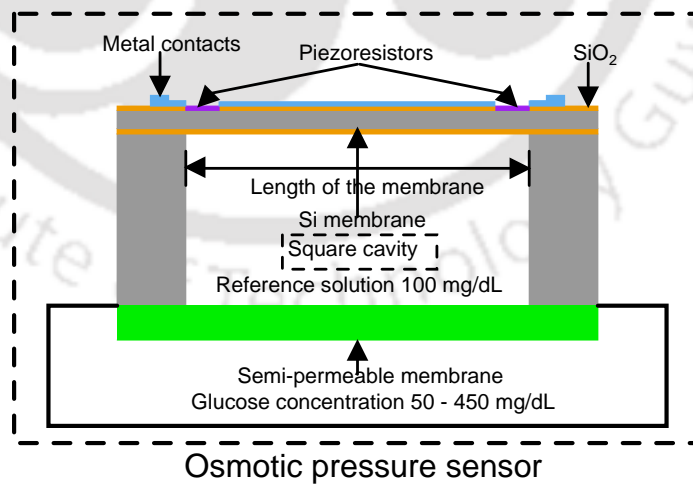 Metal contacts
Piezoresistors
SiO₂
Length of the membrane
Si membrane
Square cavity
Reference solution 100 mg/dL
Semi-permeable membrane
Glucose concentration 50 - 450 mg/dL
Osmotic pressure sensor